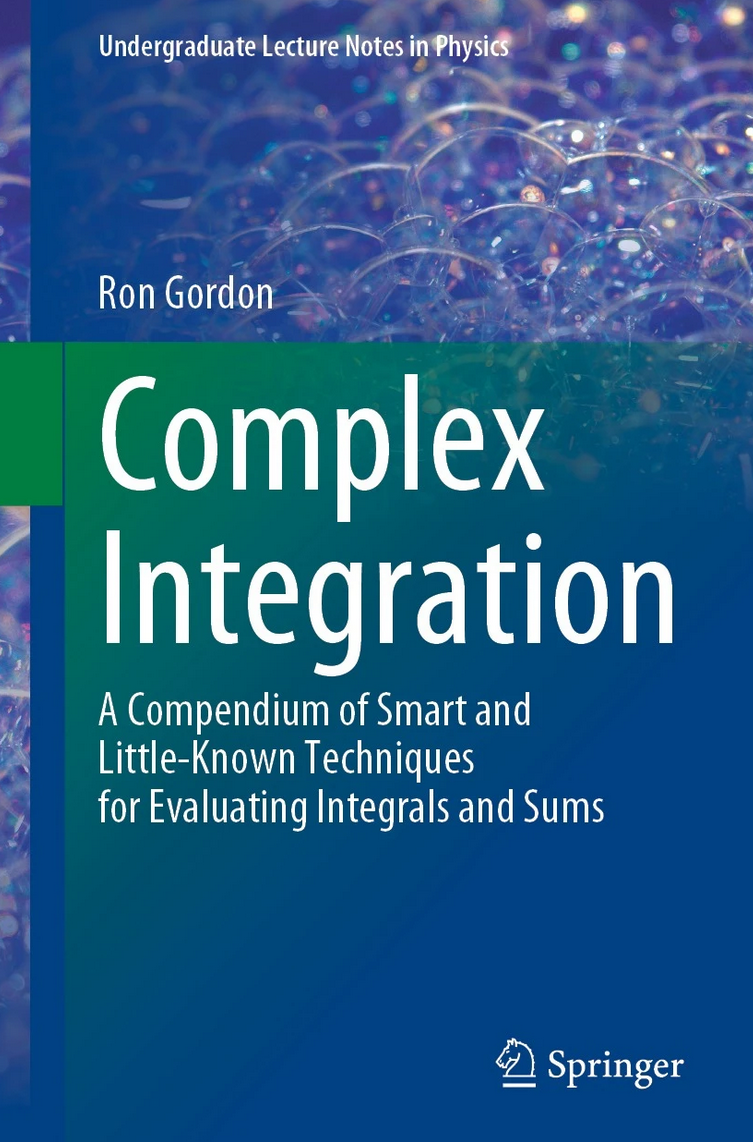 Undergraduate Lecture Notes in Physics
Ron Gordon
Complex
Integration
A Compendium of Smart and
Little-Known Techniques
for Evaluating Integrals and Sums
Springer